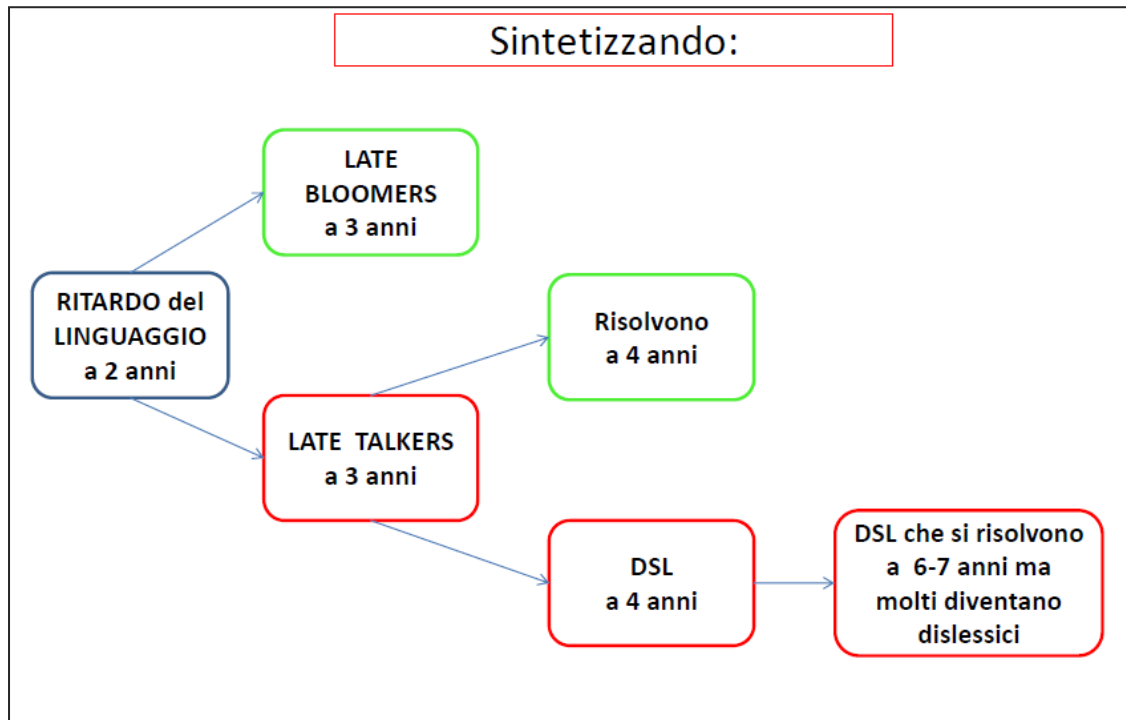 Sintetizzando:
LATE
BLOOMERS
a 3 anni
RITARDO del
LINGUAGGIO
a 2 anni
Risolvono
a 4 anni
LATE TALKERS
a 3 anni
DSL
a 4 anni
DSL che si risolvono
a 6-7 anni ma
molti diventano
dislessici